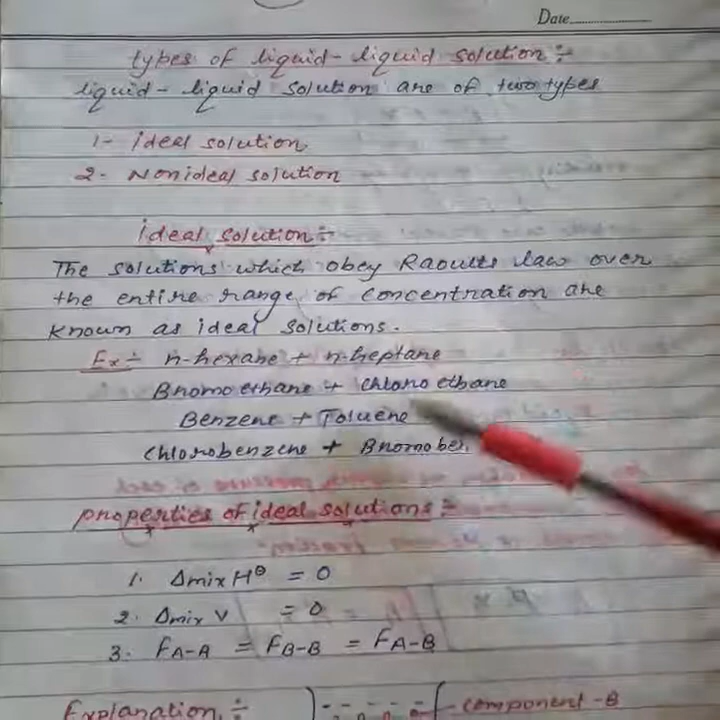 Date
types of liquid-liquid solution:-
liquid-liquid solution are of two types
1- ideal solution
2- Nonideal solution
ideal solution:-
The solutions which obey Raoults law over
the entire range of concentration are
known as ideal solutions.
Ex:- n-hexane + n-heptane
Bromoethane + chloroethane
Benzene + Toluene
chlorobenzene + Bromobe
properties of ideal solutions:-
1. ΔmixH⁰ = 0
2. Δmix V = 0
3. FA-A = FB-B = FA-B
Explanation:- component-B